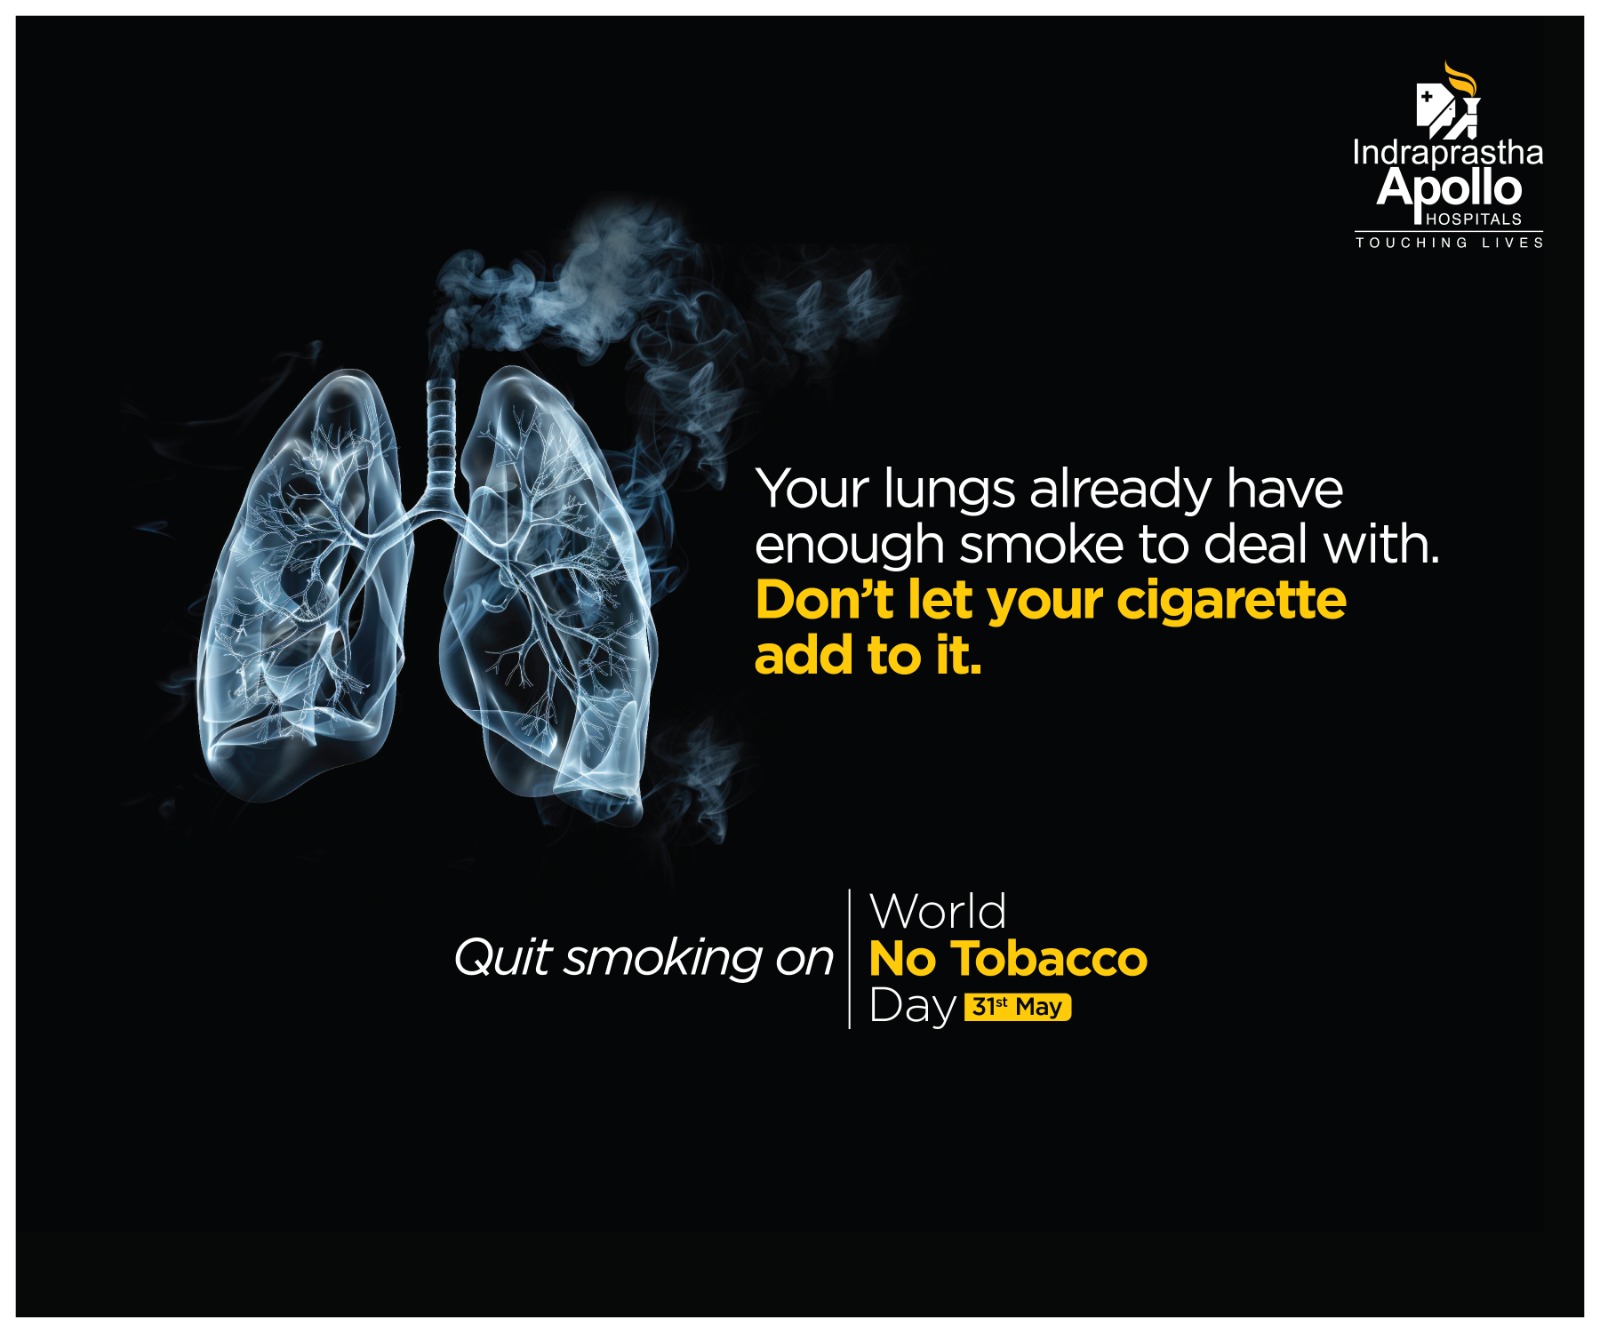 Indraprastha
Apollo
HOSPITALS
TOUCHING LIVES
Your lungs already have
enough smoke to deal with.
Don’t let your cigarette
add to it.
Quit smoking on
World
No Tobacco
Day 31st May